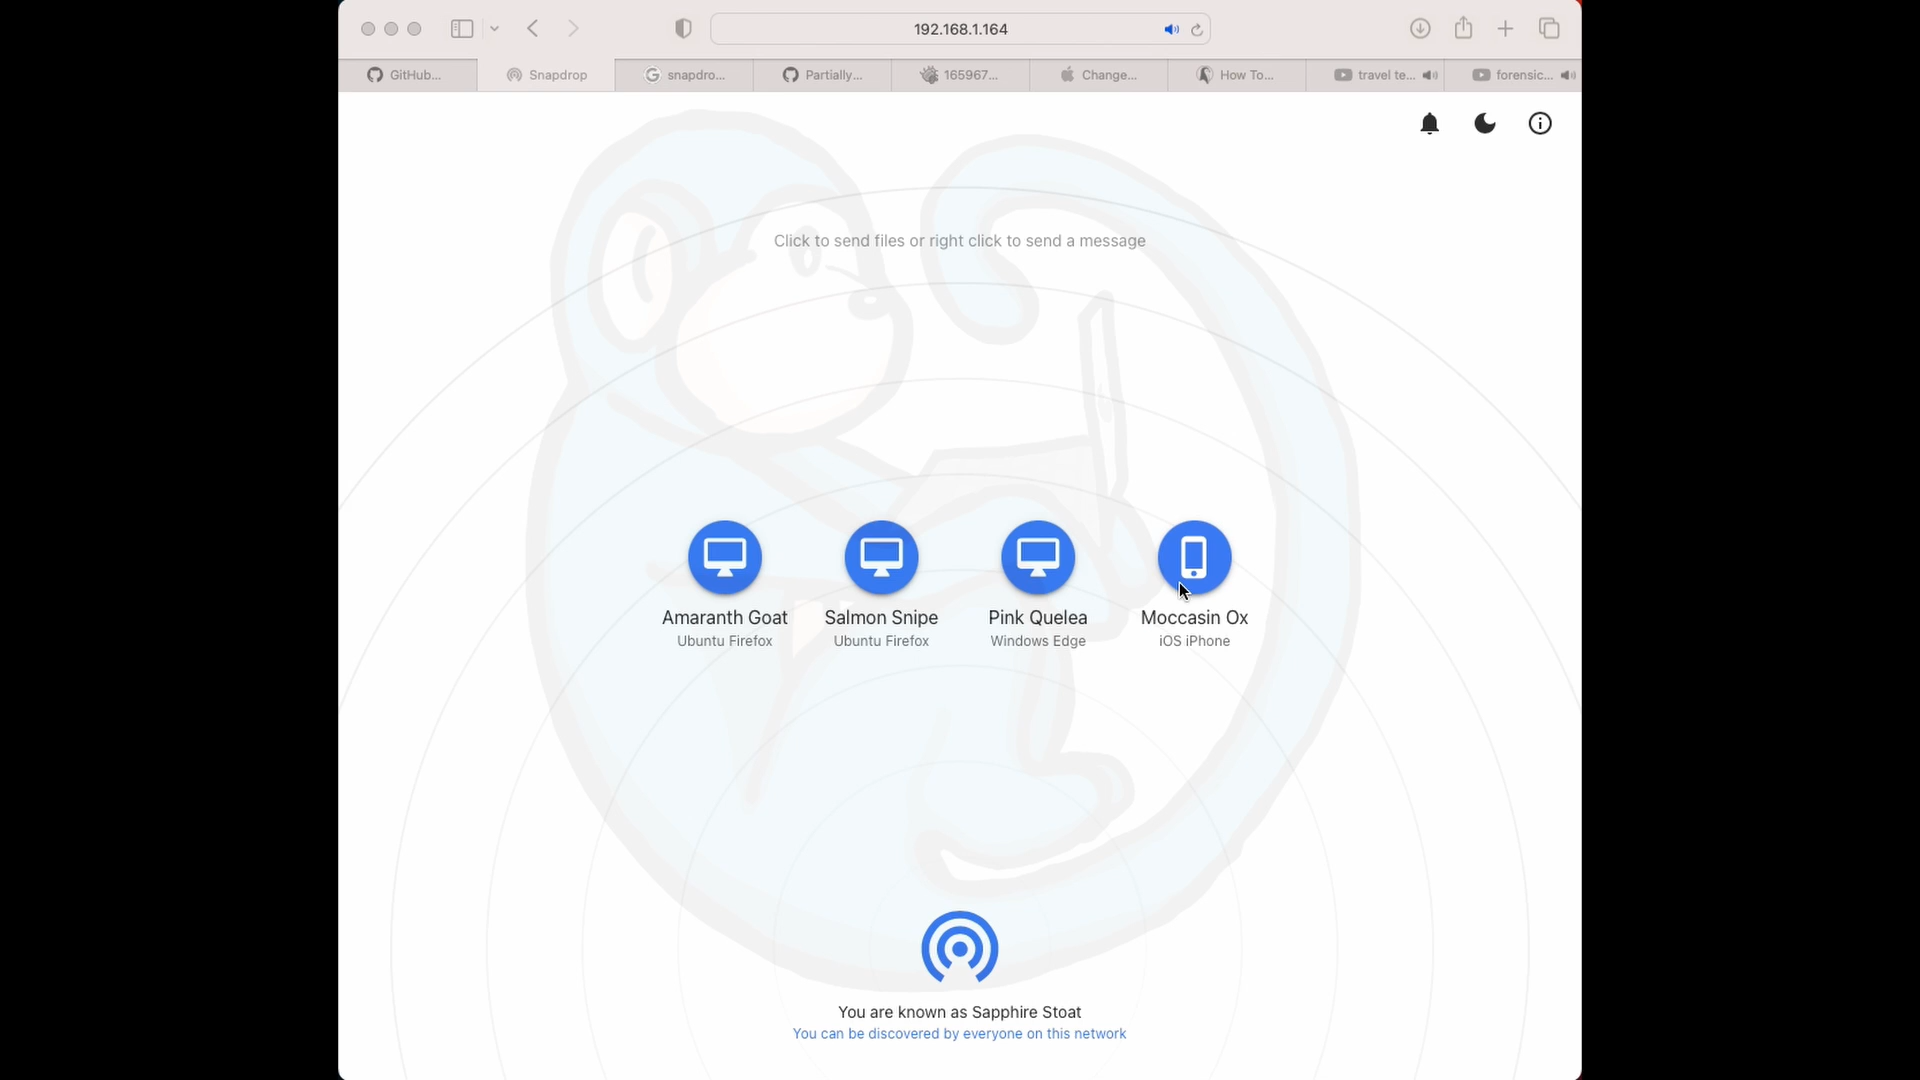 192.168.1.164
GitHub...
Snapdrop
snapdro...
Partially...
165967...
Change...
How To...
travel te...
forensic...
Click to send files or right click to send a message
Amaranth Goat
Ubuntu Firefox
Salmon Snipe
Ubuntu Firefox
Pink Quelea
Windows Edge
Moccasin Ox
iOS iPhone
You are known as Sapphire Stoat
You can be discovered by everyone on this network